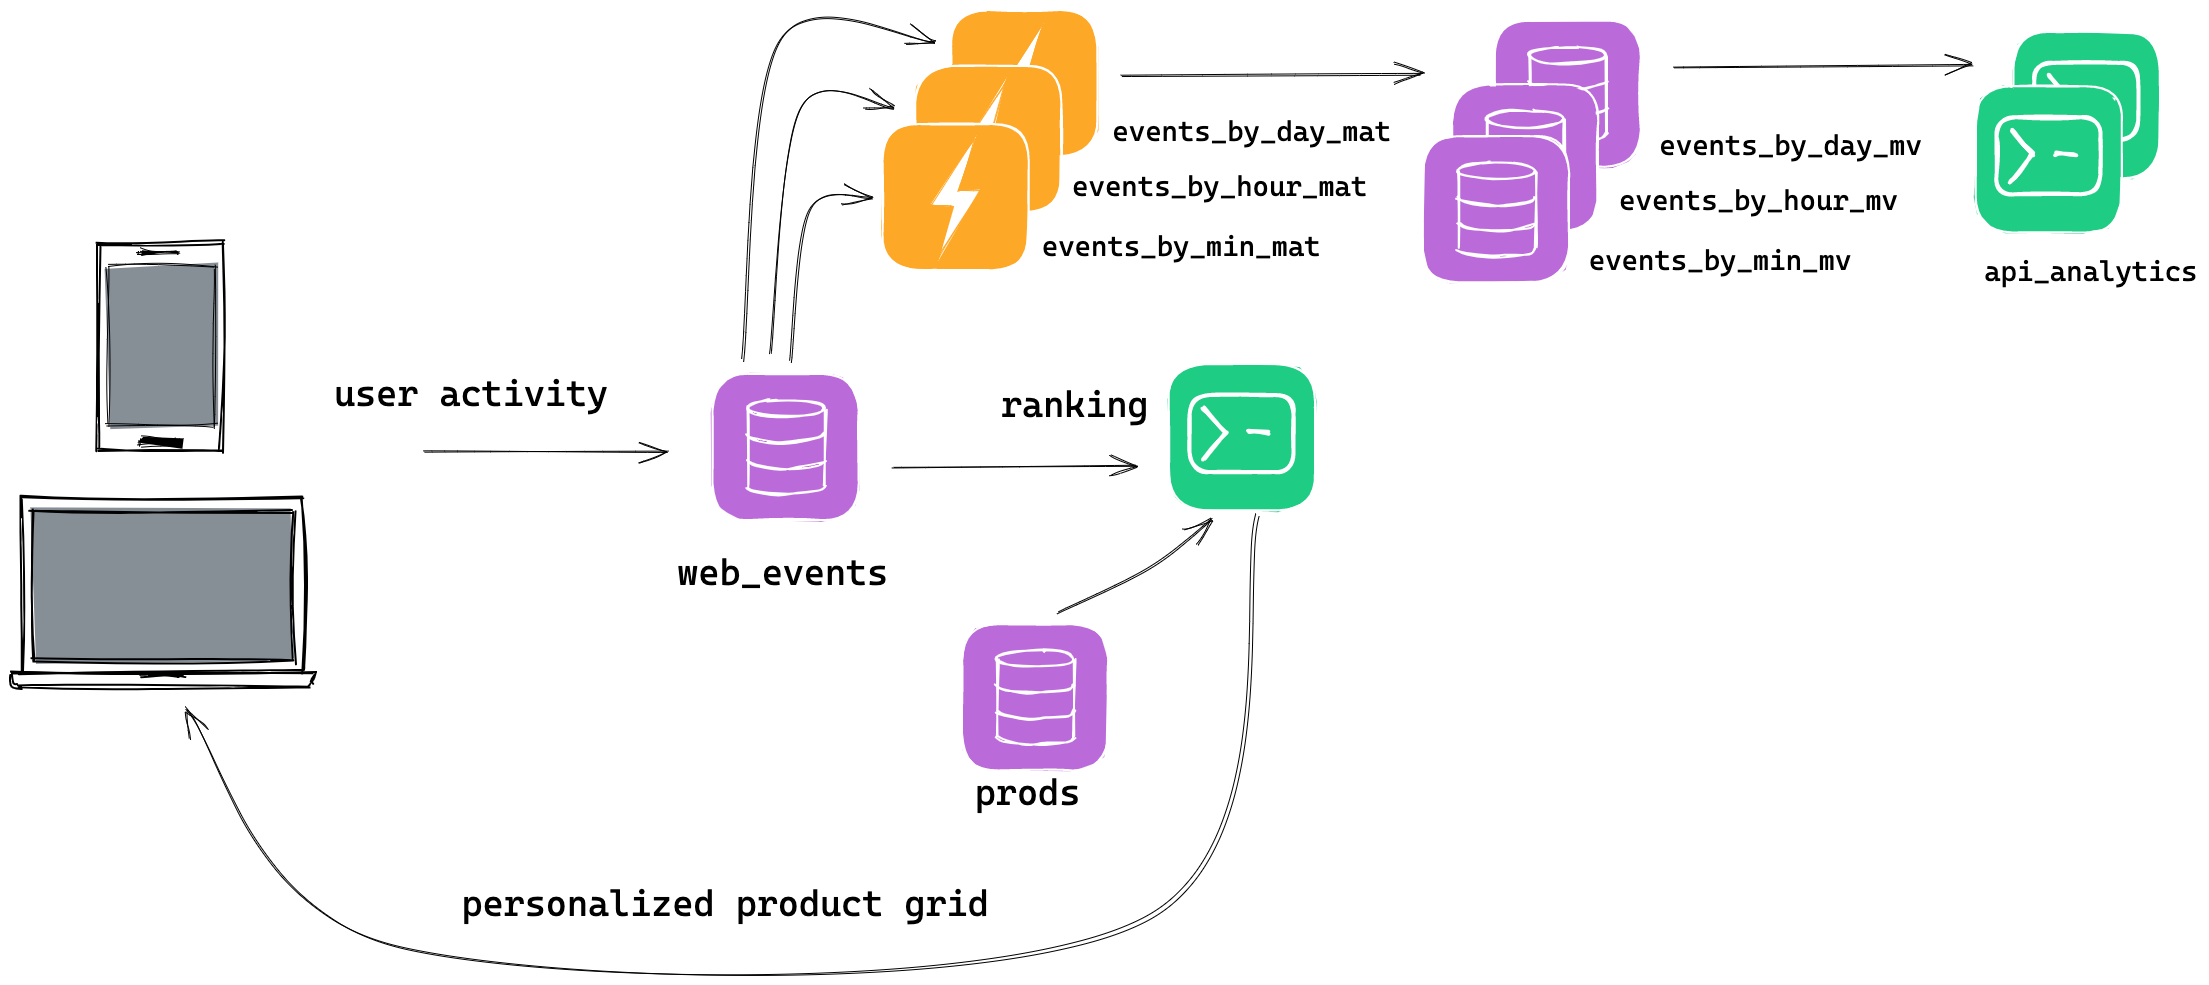 events_by_day_mat
events_by_hour_mat
events_by_min_mat
events_by_day_mv
events_by_hour_mv
events_by_min_mv
api_analytics
user activity
ranking
web_events
prods
personalized product grid